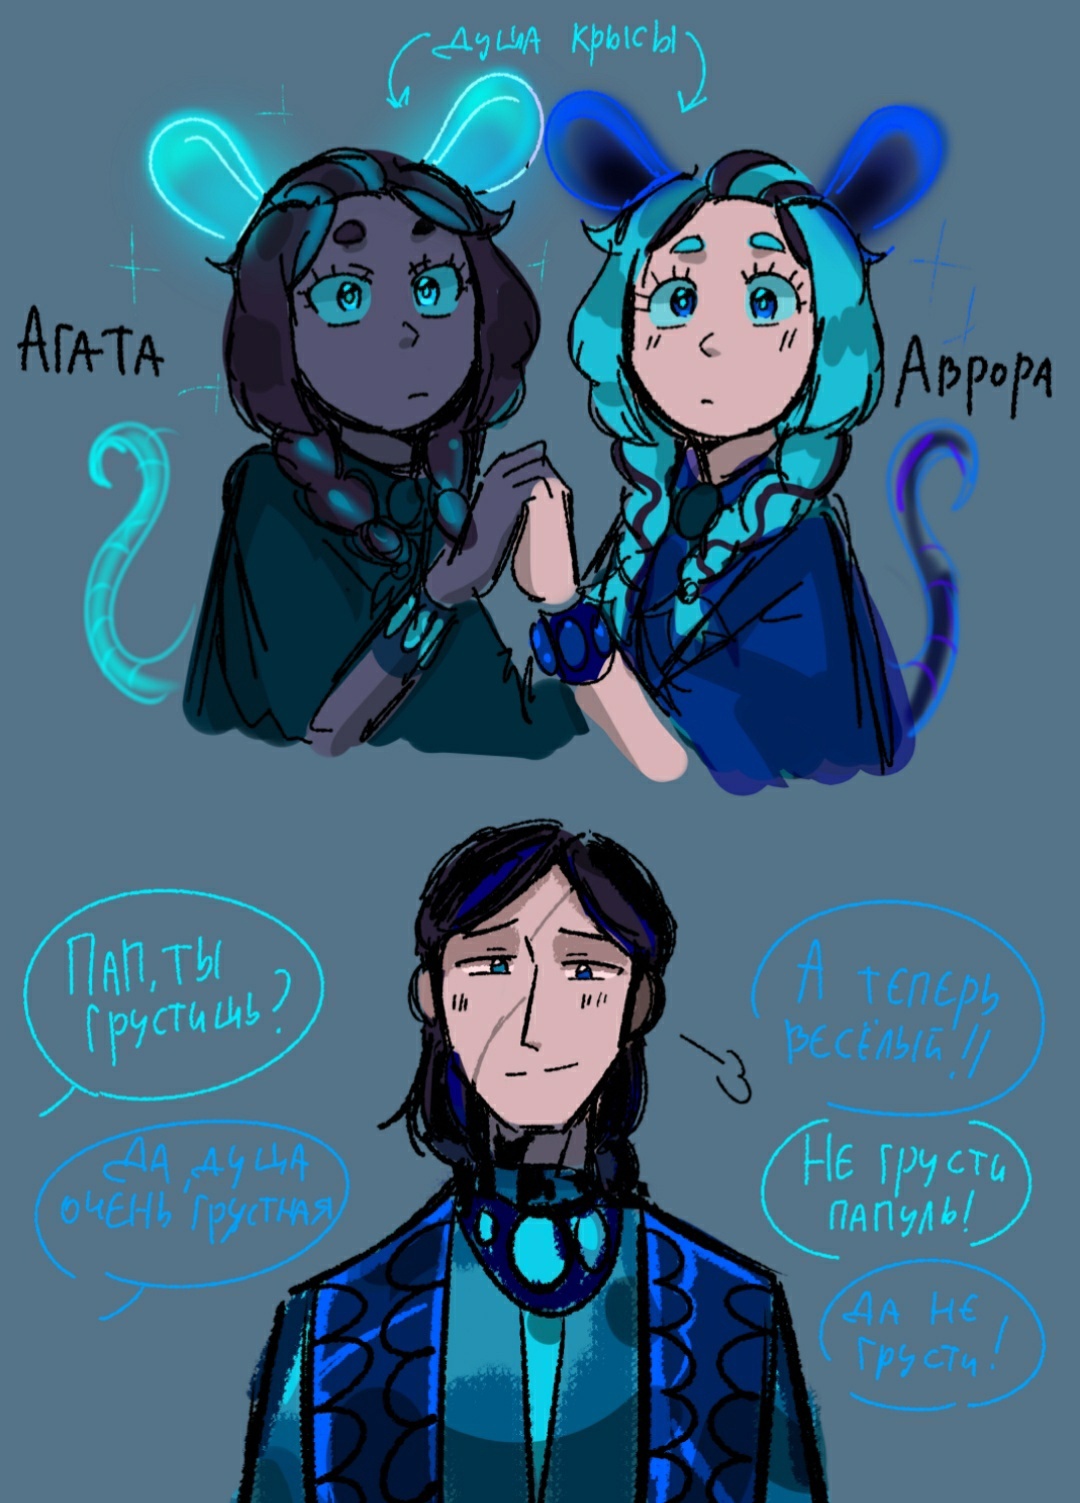 душа крысы
Агата
Аврора
Пап, ты
грустишь?
Да, душа
очень грустная
А теперь
весёлый!!
Не грусти
папуль!
Да не
грусти!